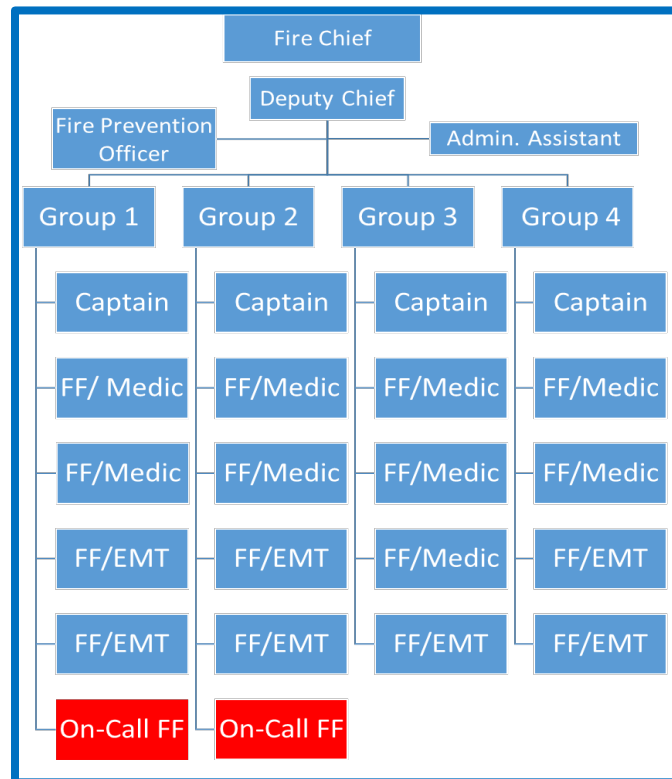 Fire Chief
Deputy Chief
Fire Prevention
Officer
Admin. Assistant
Group 1
Group 2
Group 3
Group 4
Captain
Captain
Captain
Captain
FF/ Medic
FF/Medic
FF/Medic
FF/Medic
FF/Medic
FF/Medic
FF/Medic
FF/Medic
FF/EMT
FF/EMT
FF/Medic
FF/EMT
FF/EMT
FF/EMT
FF/EMT
FF/EMT
On-Call FF
On-Call FF